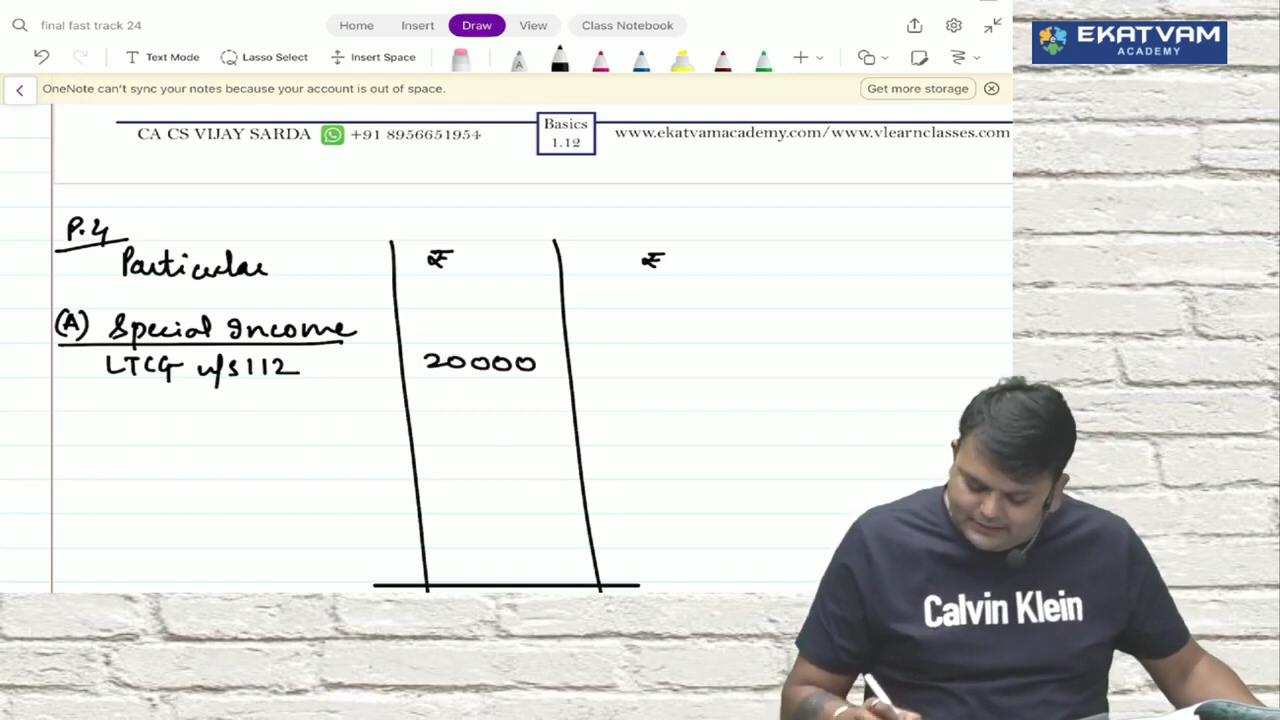 final fast track 24
Home Insert Draw View Class Notebook
Text Mode Lasso Select Insert Space
OneNote can't sync your notes because your account is out of space. Get more storage
EKATVAM
ACADEMY
CA CS VIJAY SARDA +91 8956651954
Basics
1.12
www.ekatvamacademy.com/www.vlearnclasses.com
P.4
Particular ₹ ₹
(A) Special Income
LTCG u/s 112 20000
Calvin Klein